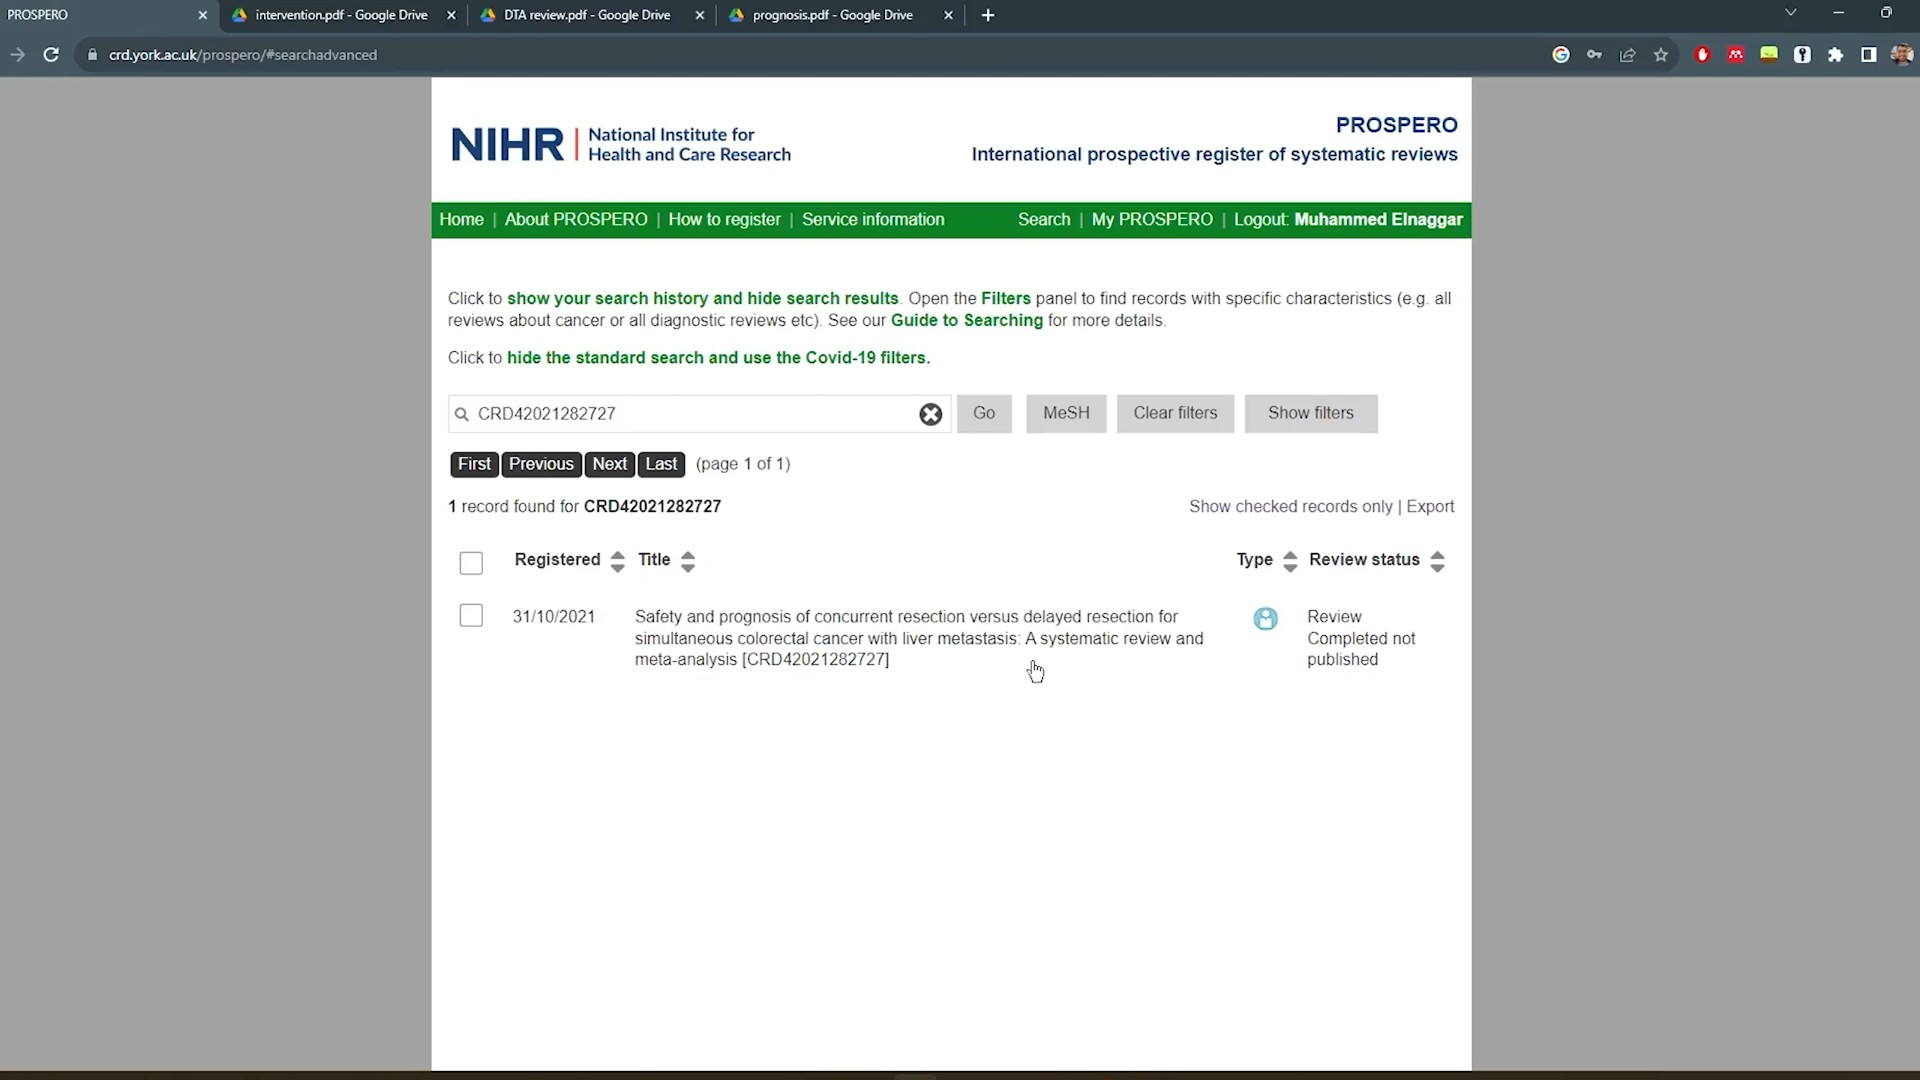 PROSPERO
intervention.pdf - Google Drive
DTA review.pdf - Google Drive
prognosis.pdf - Google Drive
crd.york.ac.uk/prospero/#searchadvanced
NIHR | National Institute for
Health and Care Research
PROSPERO
International prospective register of systematic reviews
Home | About PROSPERO | How to register | Service information
Search | My PROSPERO | Logout: Muhammed Elnaggar
Click to show your search history and hide search results. Open the Filters panel to find records with specific characteristics (e.g. all
reviews about cancer or all diagnostic reviews etc). See our Guide to Searching for more details.
Click to hide the standard search and use the Covid-19 filters.
CRD42021282727
Go
MeSH
Clear filters
Show filters
First Previous Next Last (page 1 of 1)
1 record found for CRD42021282727
Show checked records only | Export
Registered Title Type Review status
31/10/2021
Safety and prognosis of concurrent resection versus delayed resection for
simultaneous colorectal cancer with liver metastasis: A systematic review and
meta-analysis [CRD42021282727]
Review
Completed not
published